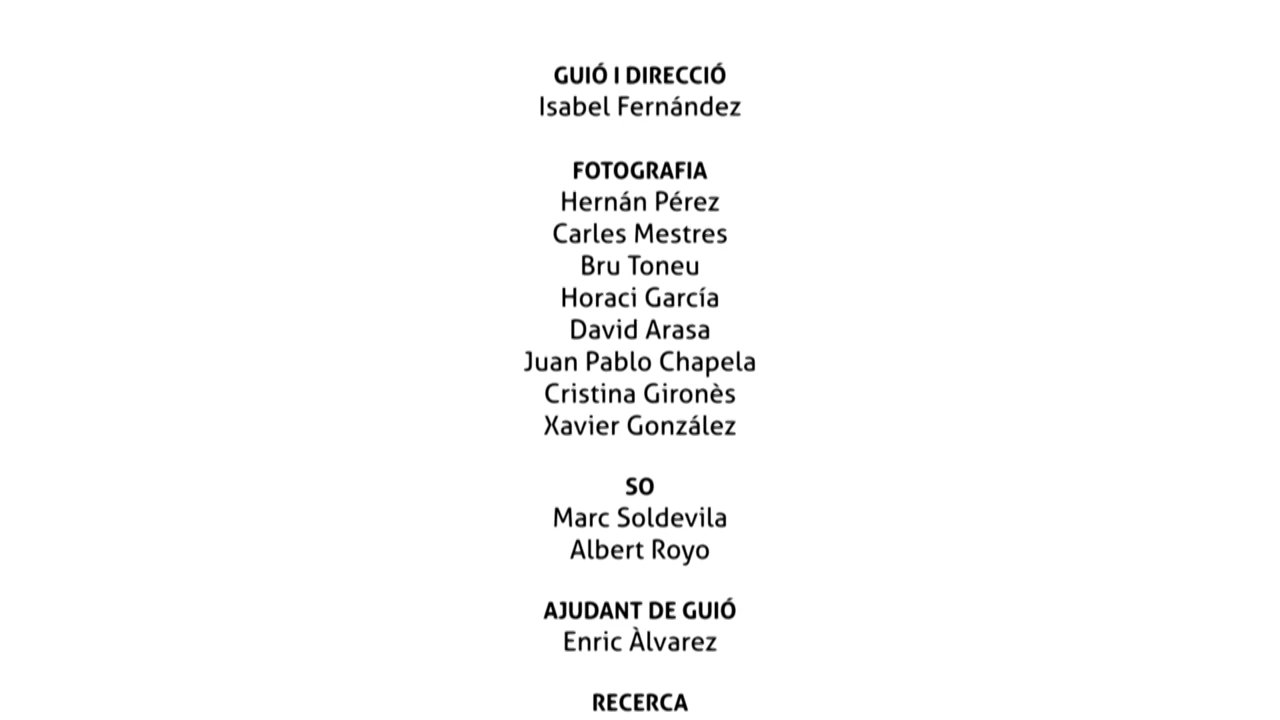 GUIÓ I DIRECCIÓ
Isabel Fernández
FOTOGRAFIA
Hernán Pérez
Carles Mestres
Bru Toneu
Horaci García
David Arasa
Juan Pablo Chapela
Cristina Gironès
Xavier González
SO
Marc Soldevila
Albert Royo
AJUDANT DE GUIÓ
Enric Àlvarez
RECERCA